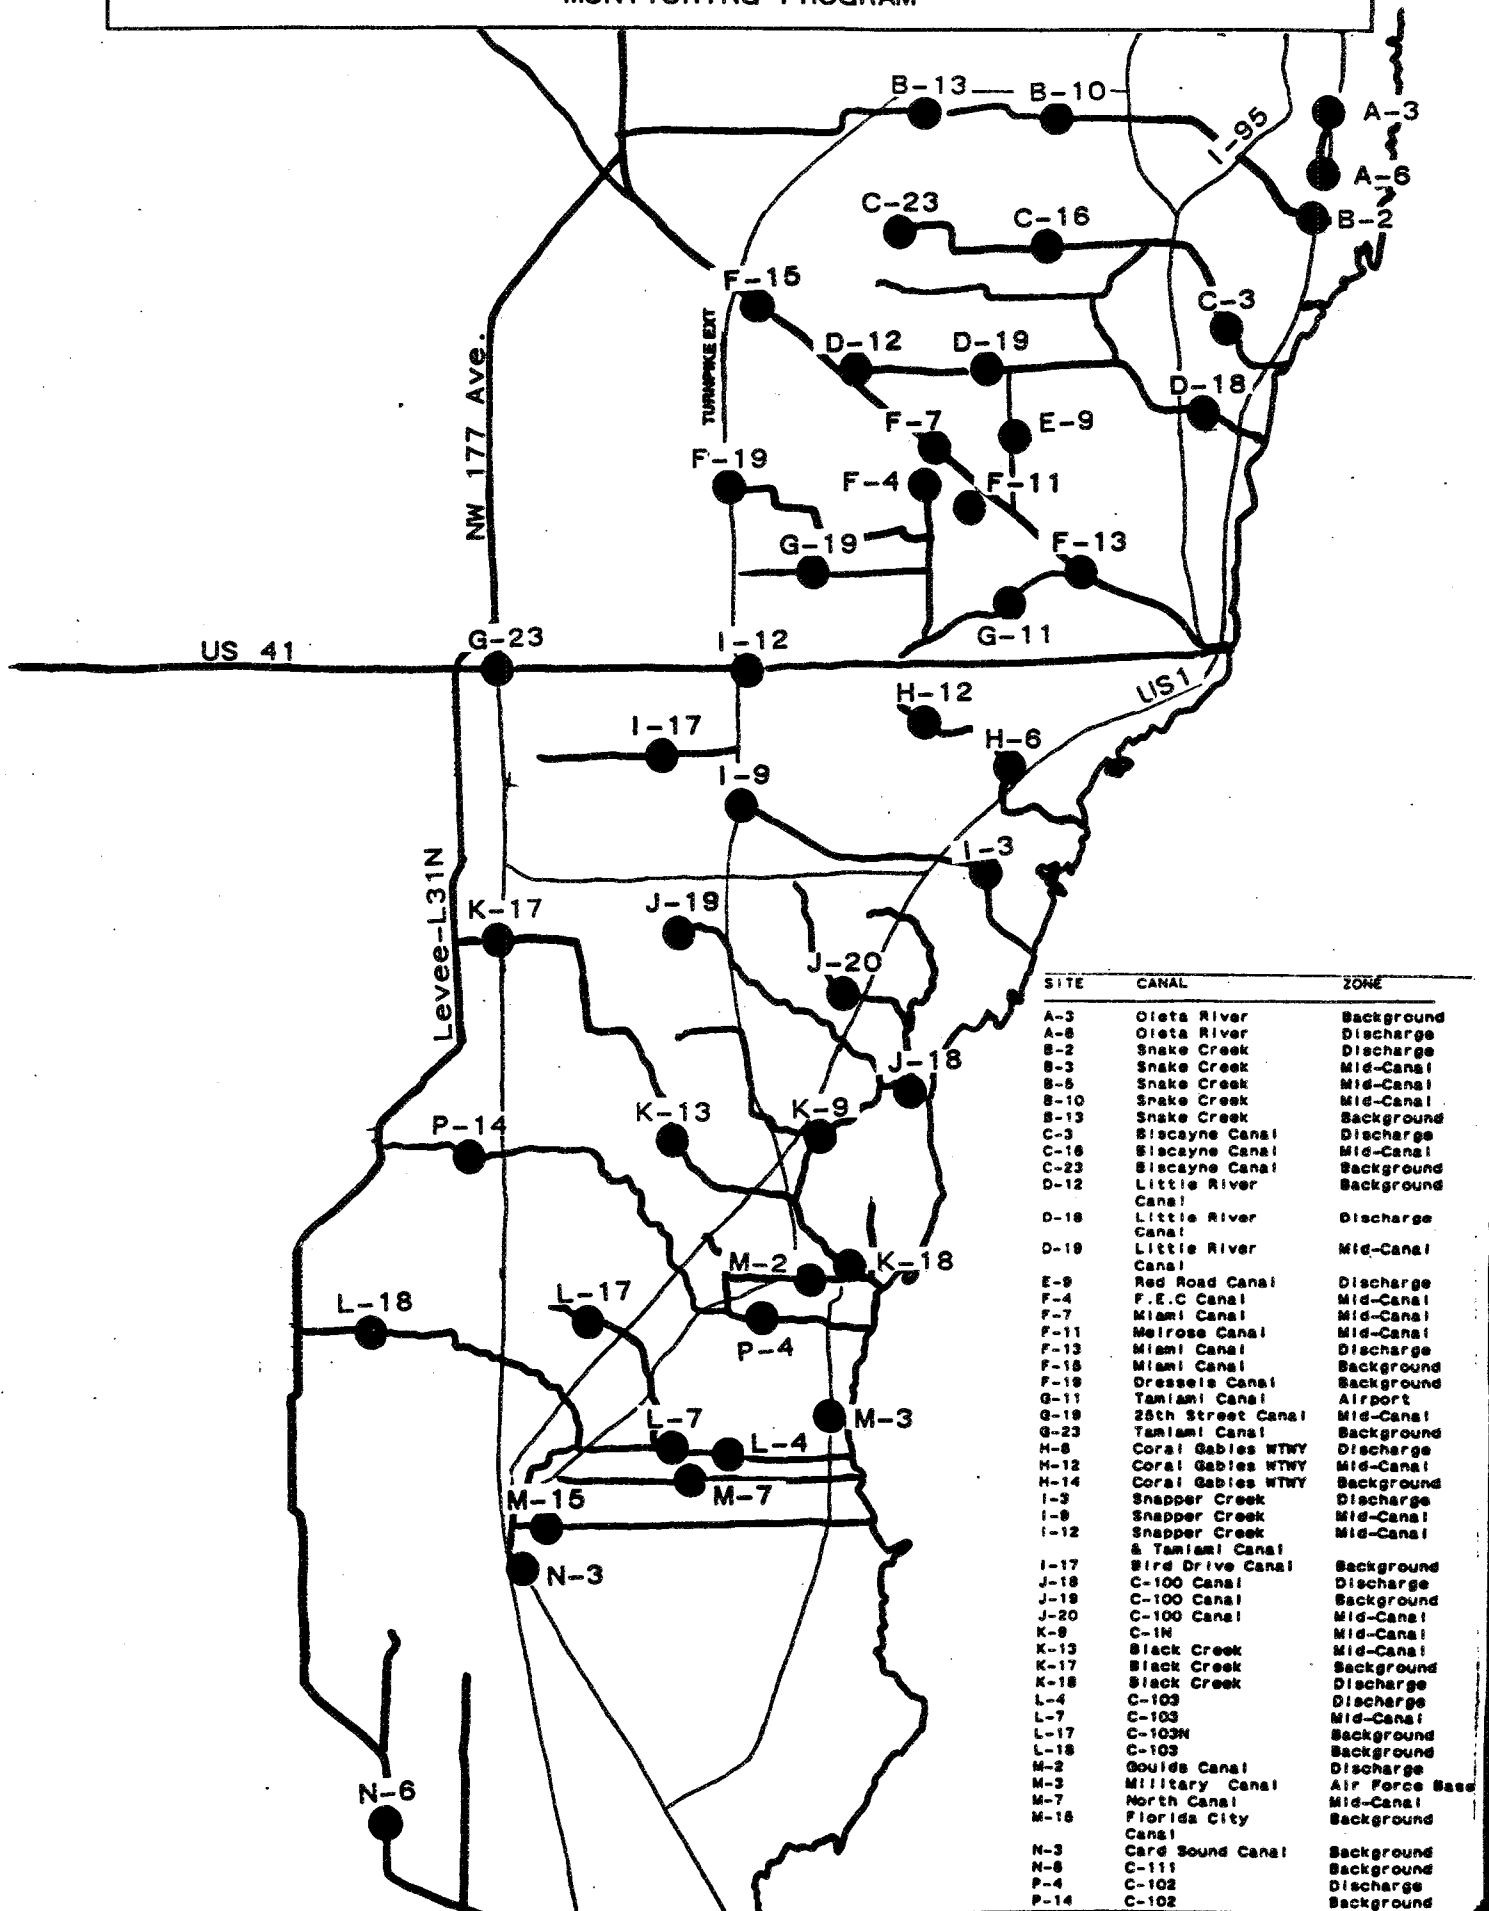 PROGRAM
B-13
B-10
A-3
I-95
A-6
C-23
C-16
B-2
F-15
C-3
TURNPIKE EXT
D-12
D-19
D-18
NW 177 Ave.
F-7
E-9
F-19
F-4
F-11
G-19
F-13
G-23
I-12
G-11
US 41
US1
H-12
I-17
H-6
I-9
I-3
Levee-L31N
K-17
J-19
J-20
J-18
K-13
K-9
P-14
M-2
K-18
L-18
L-17
P-4
L-7
M-3
L-4
M-15
M-7
N-3
N-6
SITE CANAL ZONE
A-3 Oleta River Background
A-6 Oleta River Discharge
B-2 Snake Creek Discharge
B-3 Snake Creek Mid-Canal
B-5 Snake Creek Mid-Canal
B-10 Snake Creek Mid-Canal
B-13 Snake Creek Background
C-3 Biscayne Canal Discharge
C-16 Biscayne Canal Mid-Canal
C-23 Biscayne Canal Background
D-12 Little River Background
Canal
D-18 Little River Discharge
Canal
D-19 Little River Mid-Canal
Canal
E-9 Red Road Canal Discharge
F-4 F.E.C Canal Mid-Canal
F-7 Miami Canal Mid-Canal
F-11 Melrose Canal Mid-Canal
F-13 Miami Canal Discharge
F-15 Miami Canal Background
F-19 Dressels Canal Background
G-11 Tamiami Canal Airport
G-19 25th Street Canal Mid-Canal
G-23 Tamiami Canal Background
H-6 Coral Gables WTWY Discharge
H-12 Coral Gables WTWY Mid-Canal
H-14 Coral Gables WTWY Background
I-3 Snapper Creek Discharge
I-9 Snapper Creek Mid-Canal
I-12 Snapper Creek Mid-Canal
& Tamiami Canal
I-17 Bird Drive Canal Background
J-18 C-100 Canal Discharge
J-19 C-100 Canal Background
J-20 C-100 Canal Mid-Canal
K-9 C-1N Mid-Canal
K-13 Black Creek Mid-Canal
K-17 Black Creek Background
K-18 Black Creek Discharge
L-4 C-103 Discharge
L-7 C-103 Mid-Canal
L-17 C-103N Background
L-18 C-103 Background
M-2 Goulds Canal Discharge
M-3 Military Canal Air Force Base
M-7 North Canal Mid-Canal
M-15 Florida City Background
Canal
N-3 Card Sound Canal Background
N-6 C-111 Background
P-4 C-102 Discharge
P-14 C-102 Background